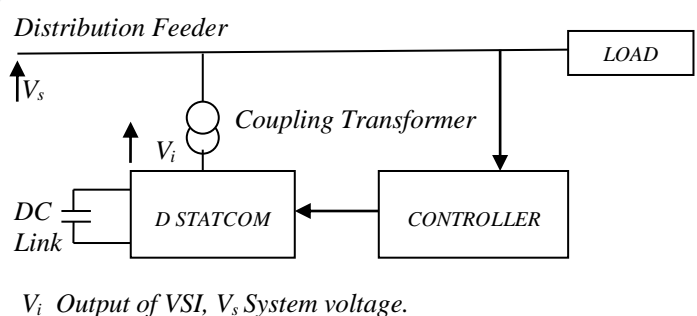 Distribution Feeder
LOAD
Vs
Coupling Transformer
Vi
DC
Link
D STATCOM
CONTROLLER
Vi Output of VSI, Vs System voltage.